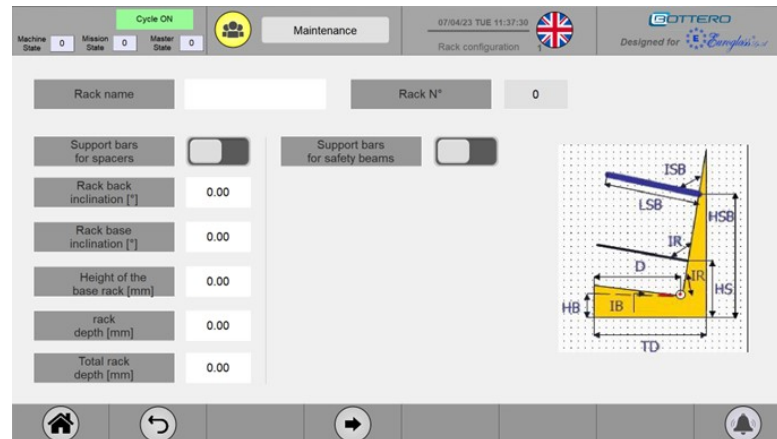 Cycle ON
Machine State 0 Mission State 0 Master State 0
Maintenance
07/04/23 TUE 11:37:30
Rack configuration 1
BOTTERO
Designed for Euroglass
Rack name
Rack N° 0
Support bars
for spacers
Support bars
for safety beams
Rack back
inclination [°] 0.00
Rack base
inclination [°] 0.00
Height of the
base rack [mm] 0.00
rack
depth [mm] 0.00
Total rack
depth [mm] 0.00
ISB
LSB
HSB
IR
D
IR
HS
HB
IB
TD